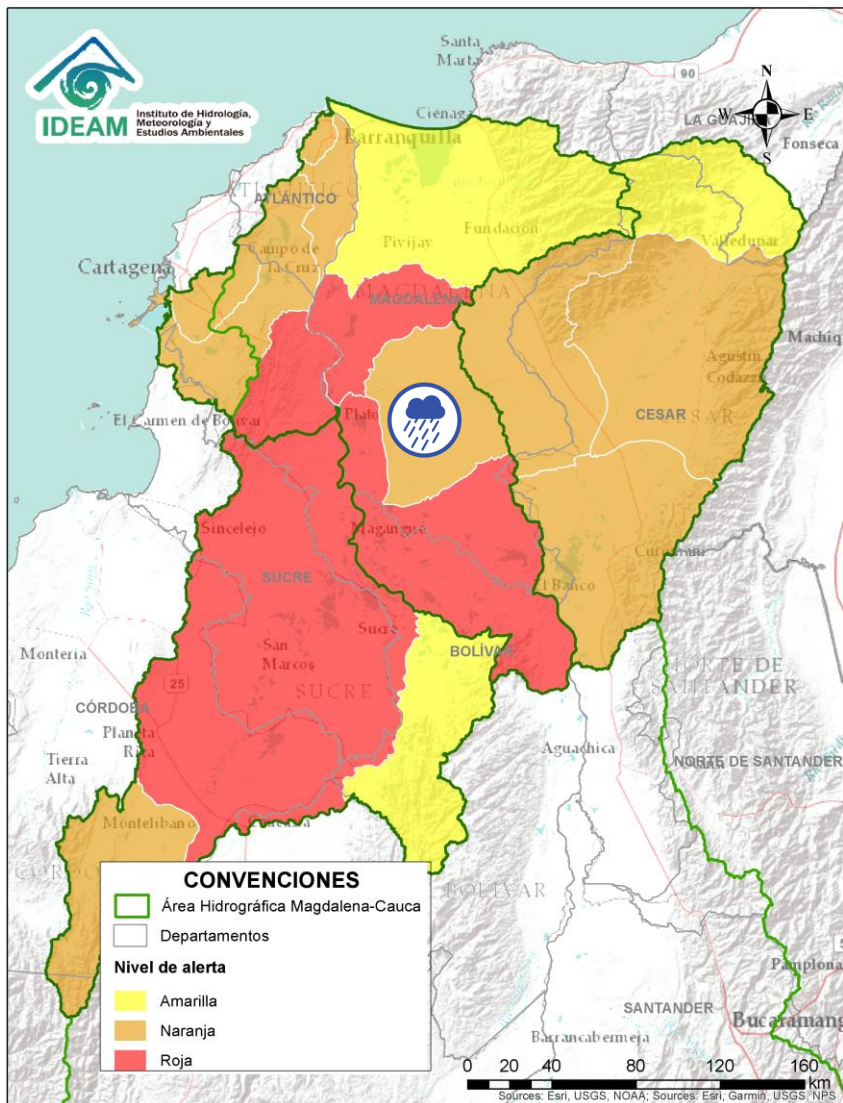 Santa
Marta
90
N
IDEAM
Instituto de Hidrología,
Meteorología y
Estudios Ambientales
Ciénaga
W
E
LA GUAJI
S
Fonseca
Barranquilla
ATLÁNTICO
Campo de
la Cruz
Pivijay
Fundación
Valledupar
Cartagena
MAGDALENA
Machiq
Agustín
Codazzi
El Carmen de Bolívar
Plato
CESAR
Sincelejo
Magangué
SUCRE
Curumaní
El Banco
Sucre
Montería
San
Marcos
BOLÍVAR
NORTE DE
SANTANDER
25
SUCRE
CÓRDOBA
Planeta
Rica
Aguachica
Tierra
Alta
NORTE DE SANTANDER
Montelíbano
CONVENCIONES
Área Hidrográfica Magdalena-Cauca
Departamentos
BOLÍVAR
Nivel de alerta
Amarilla
Naranja
Roja
Pamplona
SANTANDER
Bucaramang
Barrancabermeja
0 20 40 80 120 160
km
Sources: Esri, USGS, NOAA; Sources: Esri, Garmin, USGS, NPS